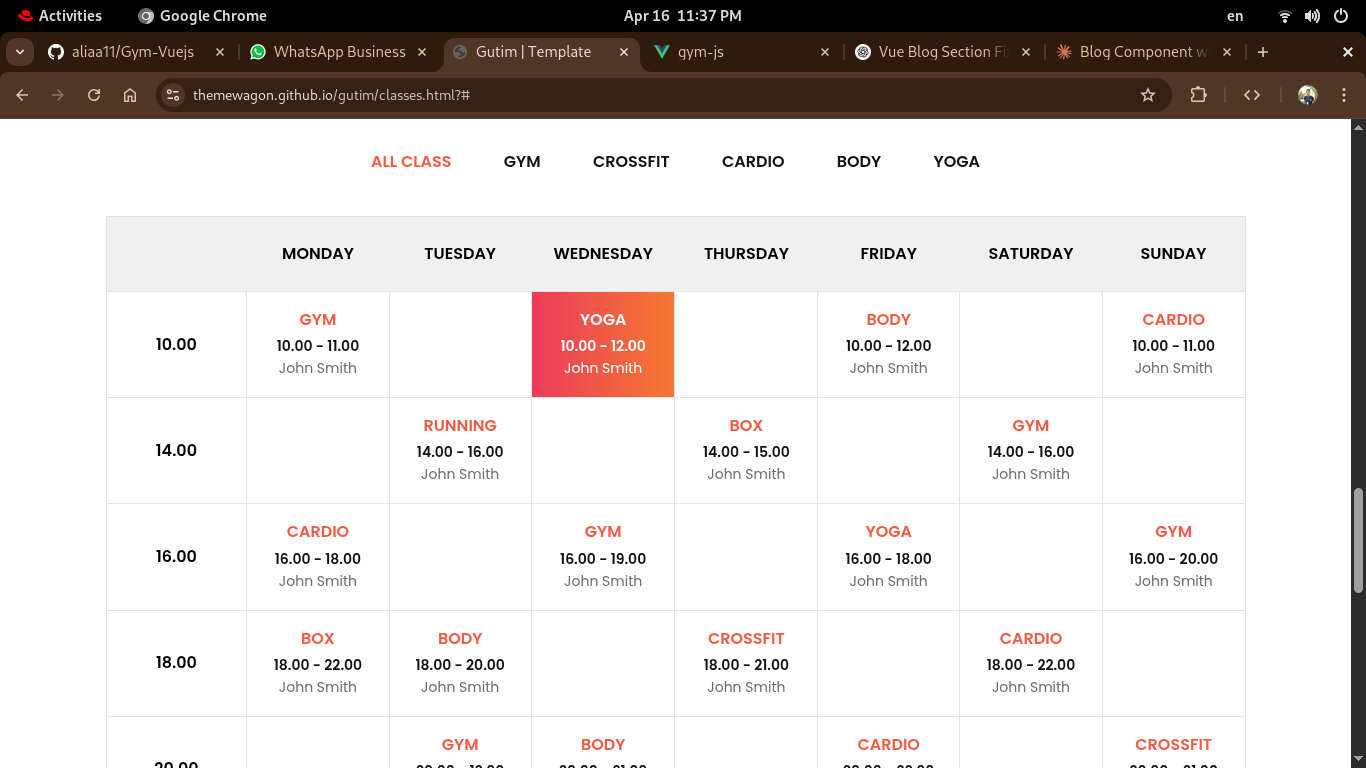 Activities Google Chrome Apr 16 11:37 PM en
aliaa11/Gym-Vuejs WhatsApp Business Gutim | Template gym-js Vue Blog Section Fi Blog Component w
themewagon.github.io/gutim/classes.html?#
ALL CLASS GYM CROSSFIT CARDIO BODY YOGA
MONDAY TUESDAY WEDNESDAY THURSDAY FRIDAY SATURDAY SUNDAY
GYM YOGA BODY CARDIO
10.00 10.00 - 11.00 10.00 - 12.00 10.00 - 12.00 10.00 - 11.00
John Smith John Smith John Smith John Smith
RUNNING BOX GYM
14.00 14.00 - 16.00 14.00 - 15.00 14.00 - 16.00
John Smith John Smith John Smith
CARDIO GYM YOGA GYM
16.00 16.00 - 18.00 16.00 - 19.00 16.00 - 18.00 16.00 - 20.00
John Smith John Smith John Smith John Smith
BOX BODY CROSSFIT CARDIO
18.00 18.00 - 22.00 18.00 - 20.00 18.00 - 21.00 18.00 - 22.00
John Smith John Smith John Smith John Smith
GYM BODY CARDIO CROSSFIT
20.00